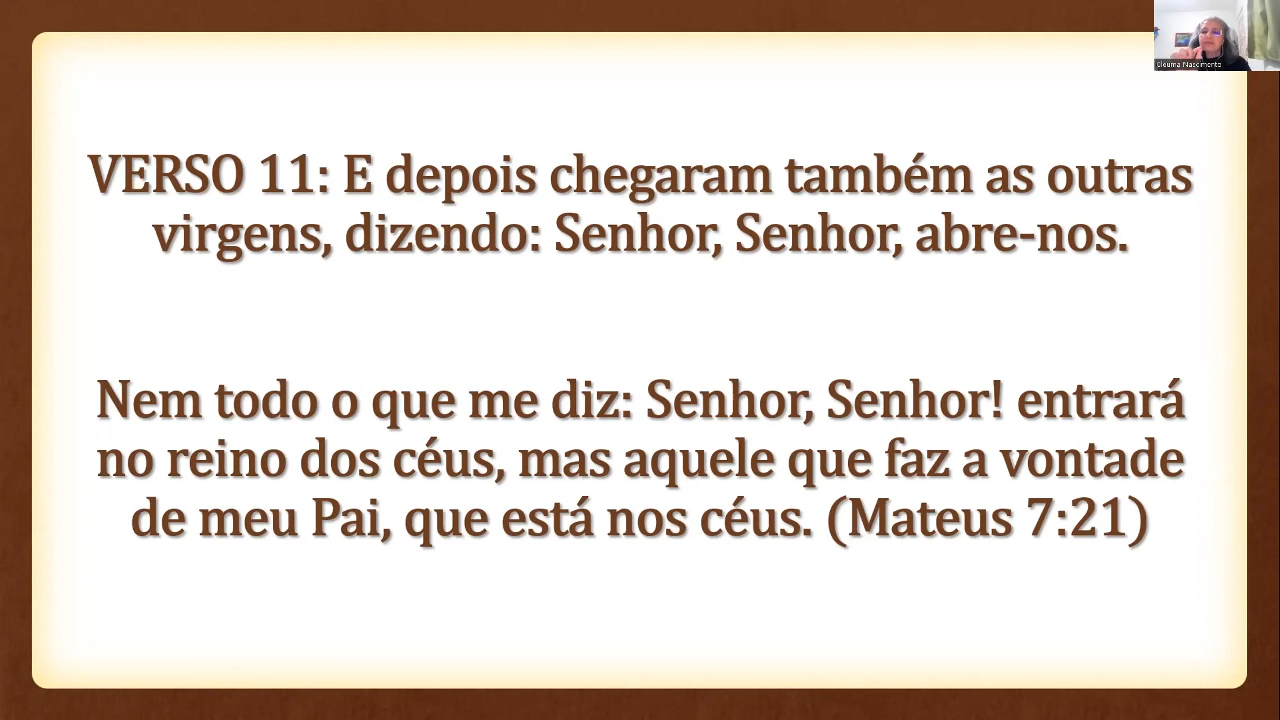 Cleuma Nascimento
VERSO 11: E depois chegaram também as outras
virgens, dizendo: Senhor, Senhor, abre-nos.
Nem todo o que me diz: Senhor, Senhor! entrará
no reino dos céus, mas aquele que faz a vontade
de meu Pai, que está nos céus. (Mateus 7:21)